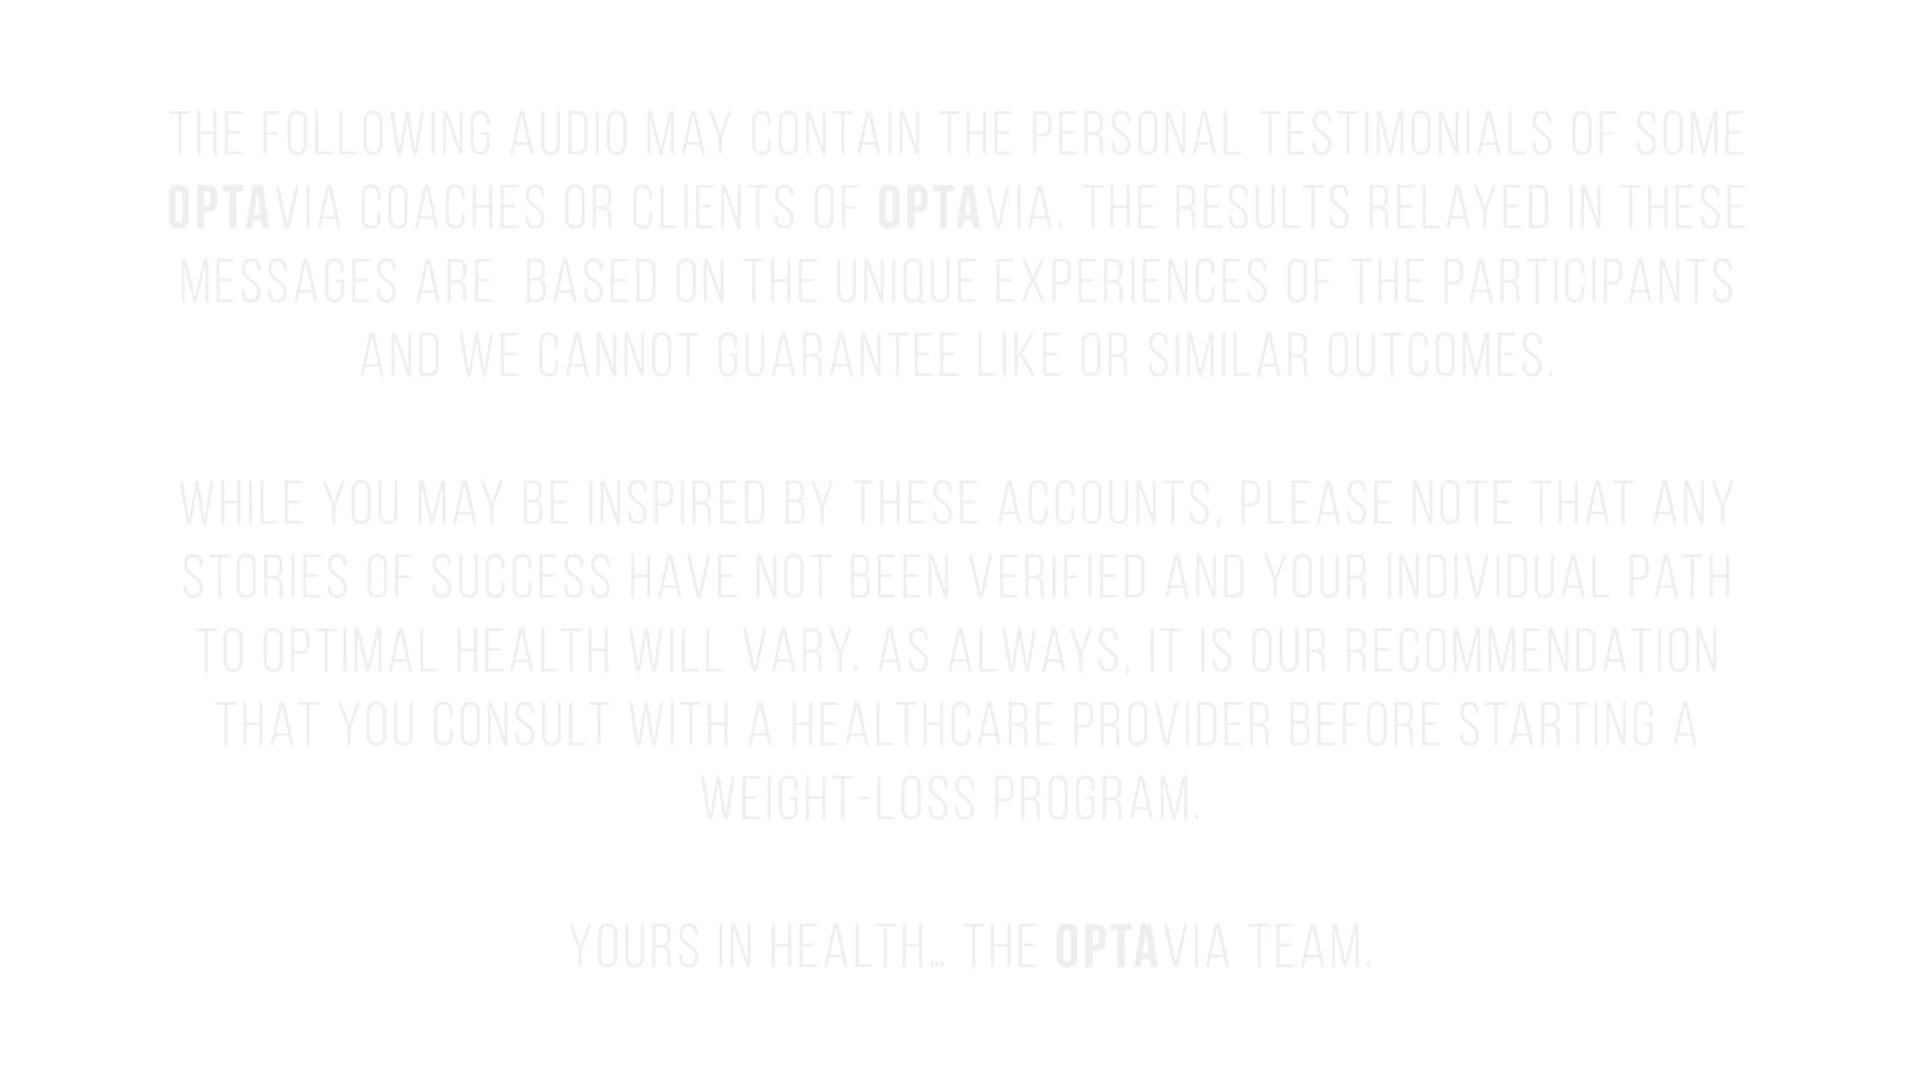 THE FOLLOWING AUDIO MAY CONTAIN THE PERSONAL TESTIMONIALS OF SOME
OPTAVIA COACHES OR CLIENTS OF OPTAVIA. THE RESULTS RELAYED IN THESE
MESSAGES ARE  BASED ON THE UNIQUE EXPERIENCES OF THE PARTICIPANTS
AND WE CANNOT GUARANTEE LIKE OR SIMILAR OUTCOMES.
WHILE YOU MAY BE INSPIRED BY THESE ACCOUNTS, PLEASE NOTE THAT ANY
STORIES OF SUCCESS HAVE NOT BEEN VERIFIED AND YOUR INDIVIDUAL PATH
TO OPTIMAL HEALTH WILL VARY. AS ALWAYS, IT IS OUR RECOMMENDATION
THAT YOU CONSULT WITH A HEALTHCARE PROVIDER BEFORE STARTING A
WEIGHT-LOSS PROGRAM.
YOURS IN HEALTH… THE OPTAVIA TEAM.